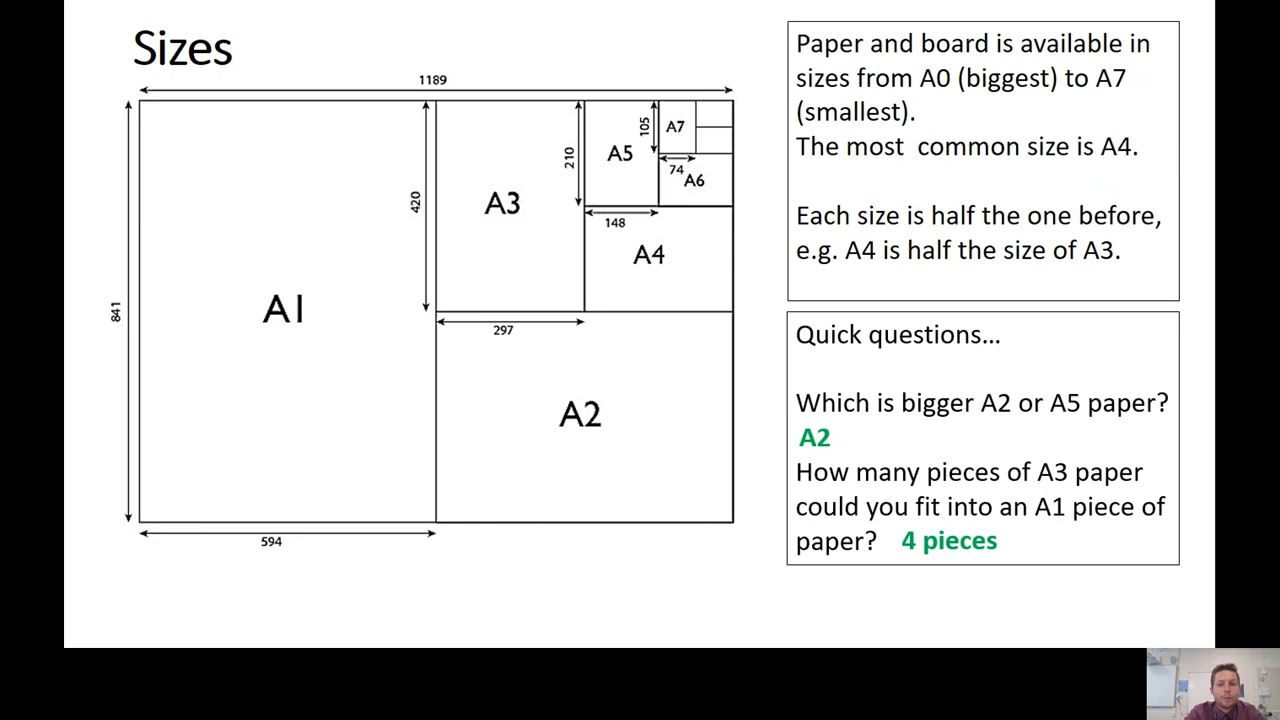 Sizes
1189
841
594
A1
420
A3
297
210
A5
148
105
A7
74
A6
A4
A2
Paper and board is available in
sizes from A0 (biggest) to A7
(smallest).
The most  common size is A4.
Each size is half the one before,
e.g. A4 is half the size of A3.
Quick questions...
Which is bigger A2 or A5 paper?
A2
How many pieces of A3 paper
could you fit into an A1 piece of
paper?   4 pieces